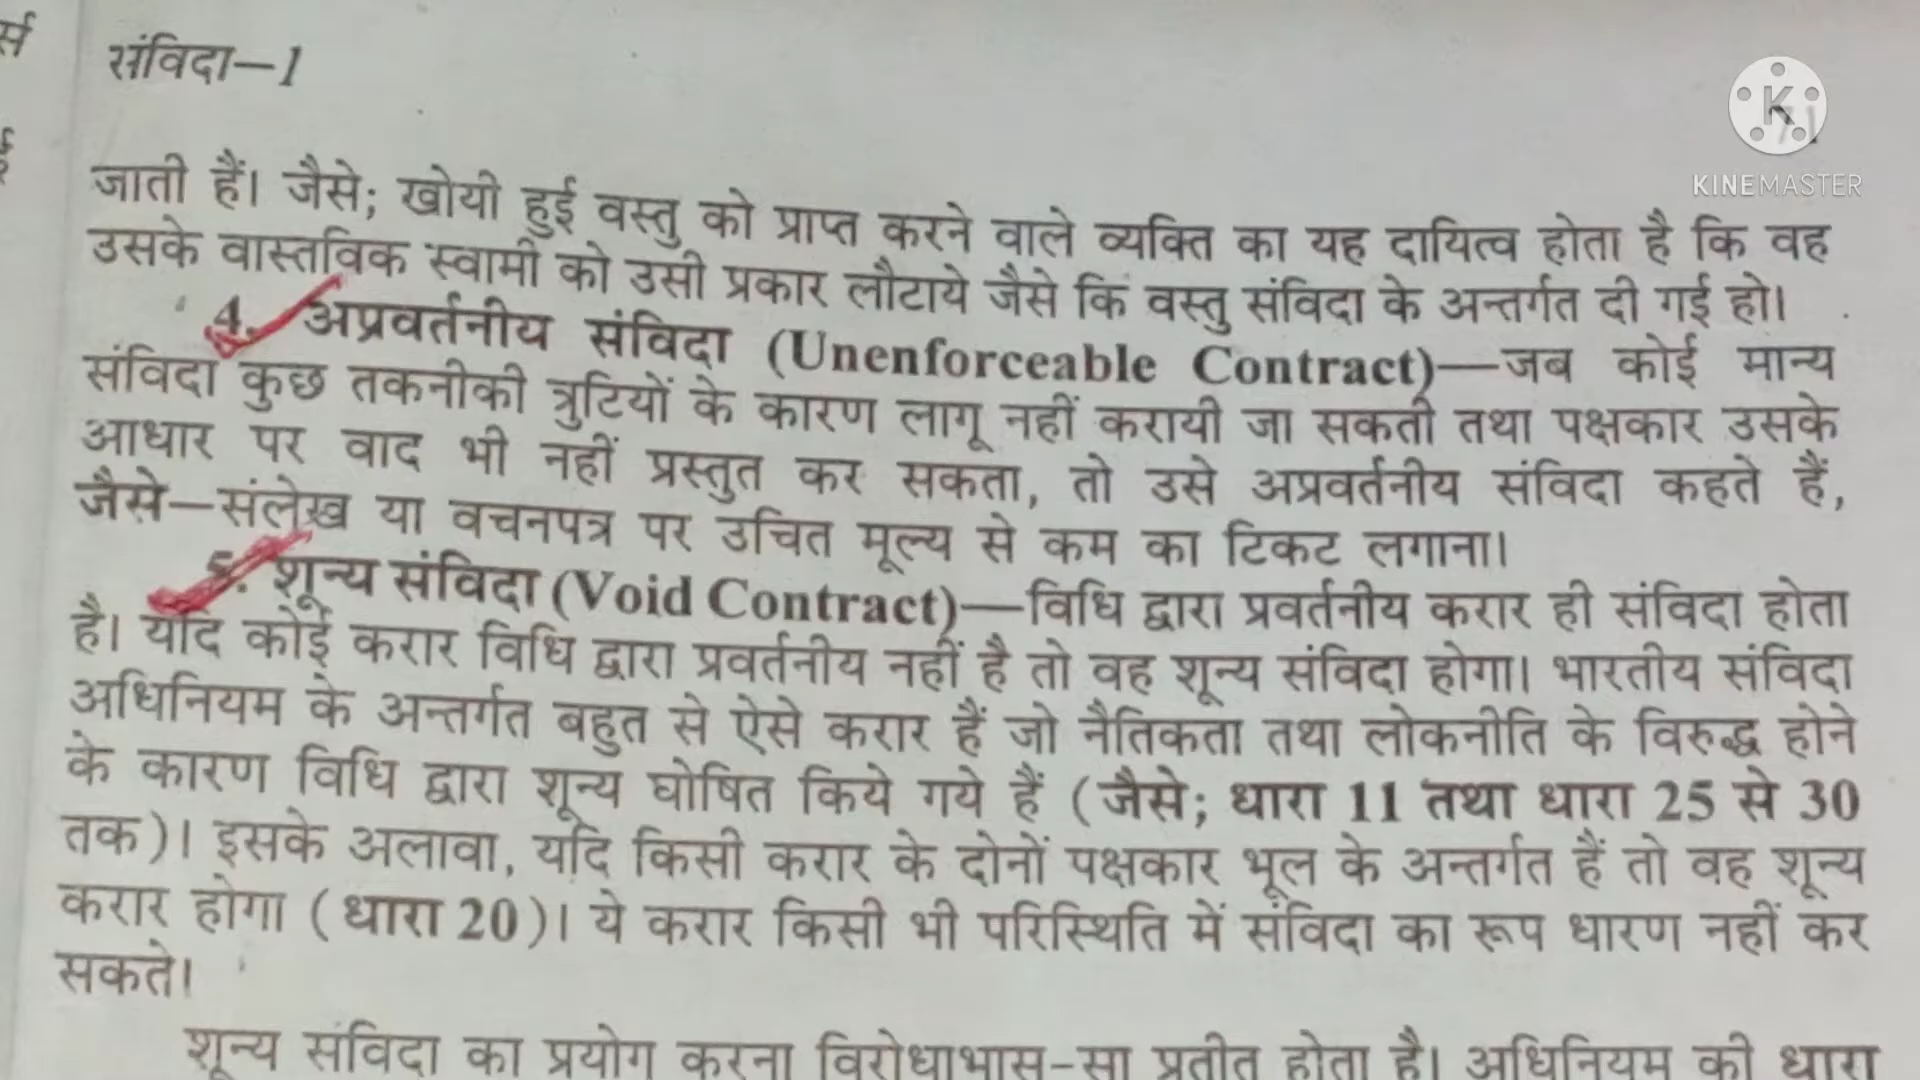 र्स
संविदा—1
KINEMASTER
जाती हैं। जैसे; खोयी हुई वस्तु को प्राप्त करने वाले व्यक्ति का यह दायित्व होता है कि वह
उसके वास्तविक स्वामी को उसी प्रकार लौटाये जैसे कि वस्तु संविदा के अन्तर्गत दी गई हो।
4. अप्रवर्तनीय संविदा (Unenforceable Contract)—जब कोई मान्य
संविदा कुछ तकनीकी त्रुटियों के कारण लागू नहीं करायी जा सकती तथा पक्षकार उसके
आधार पर वाद भी नहीं प्रस्तुत कर सकता, तो उसे अप्रवर्तनीय संविदा कहते हैं,
जैसे—संलेख या वचनपत्र पर उचित मूल्य से कम का टिकट लगाना।
5. शून्य संविदा (Void Contract)—विधि द्वारा प्रवर्तनीय करार ही संविदा होता
है। यदि कोई करार विधि द्वारा प्रवर्तनीय नहीं है तो वह शून्य संविदा होगा। भारतीय संविदा
अधिनियम के अन्तर्गत बहुत से ऐसे करार हैं जो नैतिकता तथा लोकनीति के विरुद्ध होने
के कारण विधि द्वारा शून्य घोषित किये गये हैं (जैसे; धारा 11 तथा धारा 25 से 30
तक)। इसके अलावा, यदि किसी करार के दोनों पक्षकार भूल के अन्तर्गत हैं तो वह शून्य
करार होगा (धारा 20)। ये करार किसी भी परिस्थिति में संविदा का रूप धारण नहीं कर
सकते।
शून्य संविदा का प्रयोग करना विरोधाभास-सा प्रतीत होता है। अधिनियम की धारा